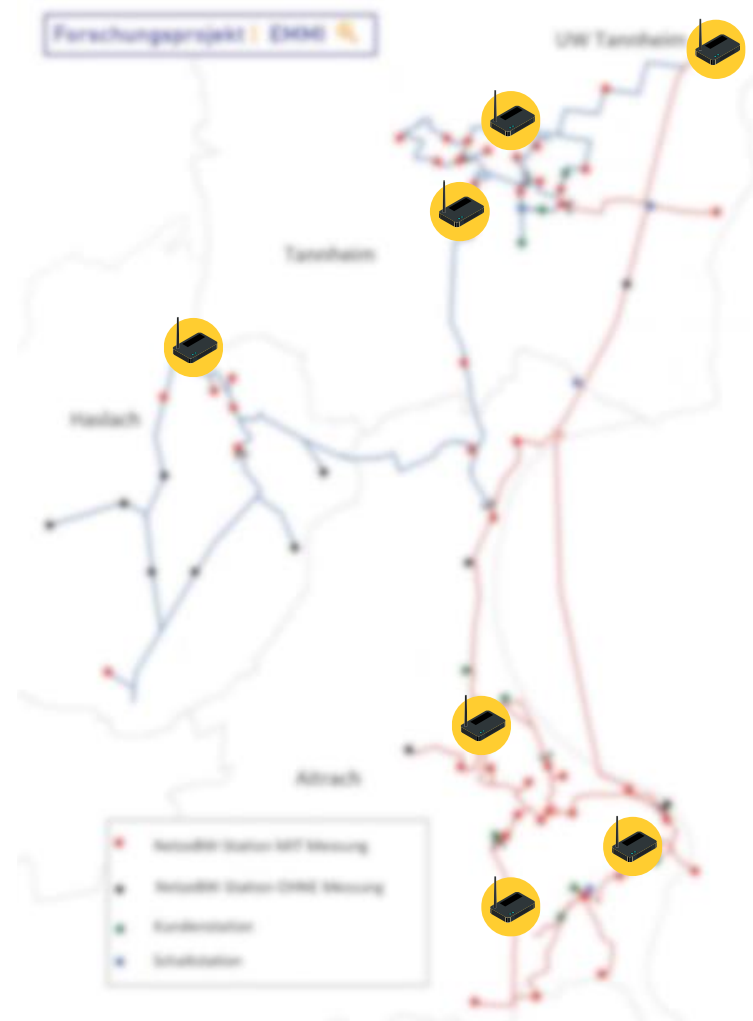 Forschungsprojekt: EMMI
UW Tannheim
Tannheim
Haslach
Aitrach
NetzeBW-Station MIT Messung
NetzeBW-Station OHNE Messung
Kundenstation
Schaltstation